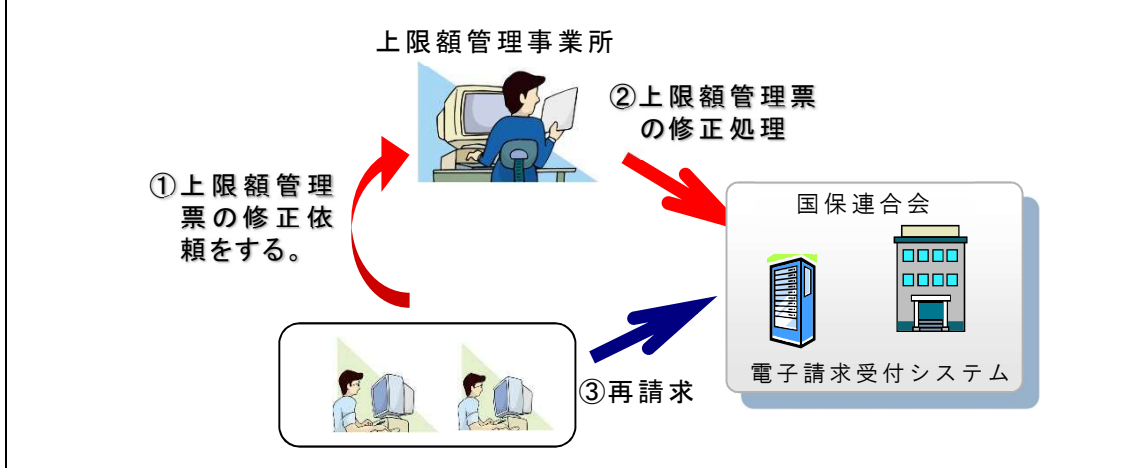 上限額管理事業所
②上限額管理票
の修正処理
①上限額管理
票の修正依
頼をする。
国保連合会
電子請求受付システム
③再請求